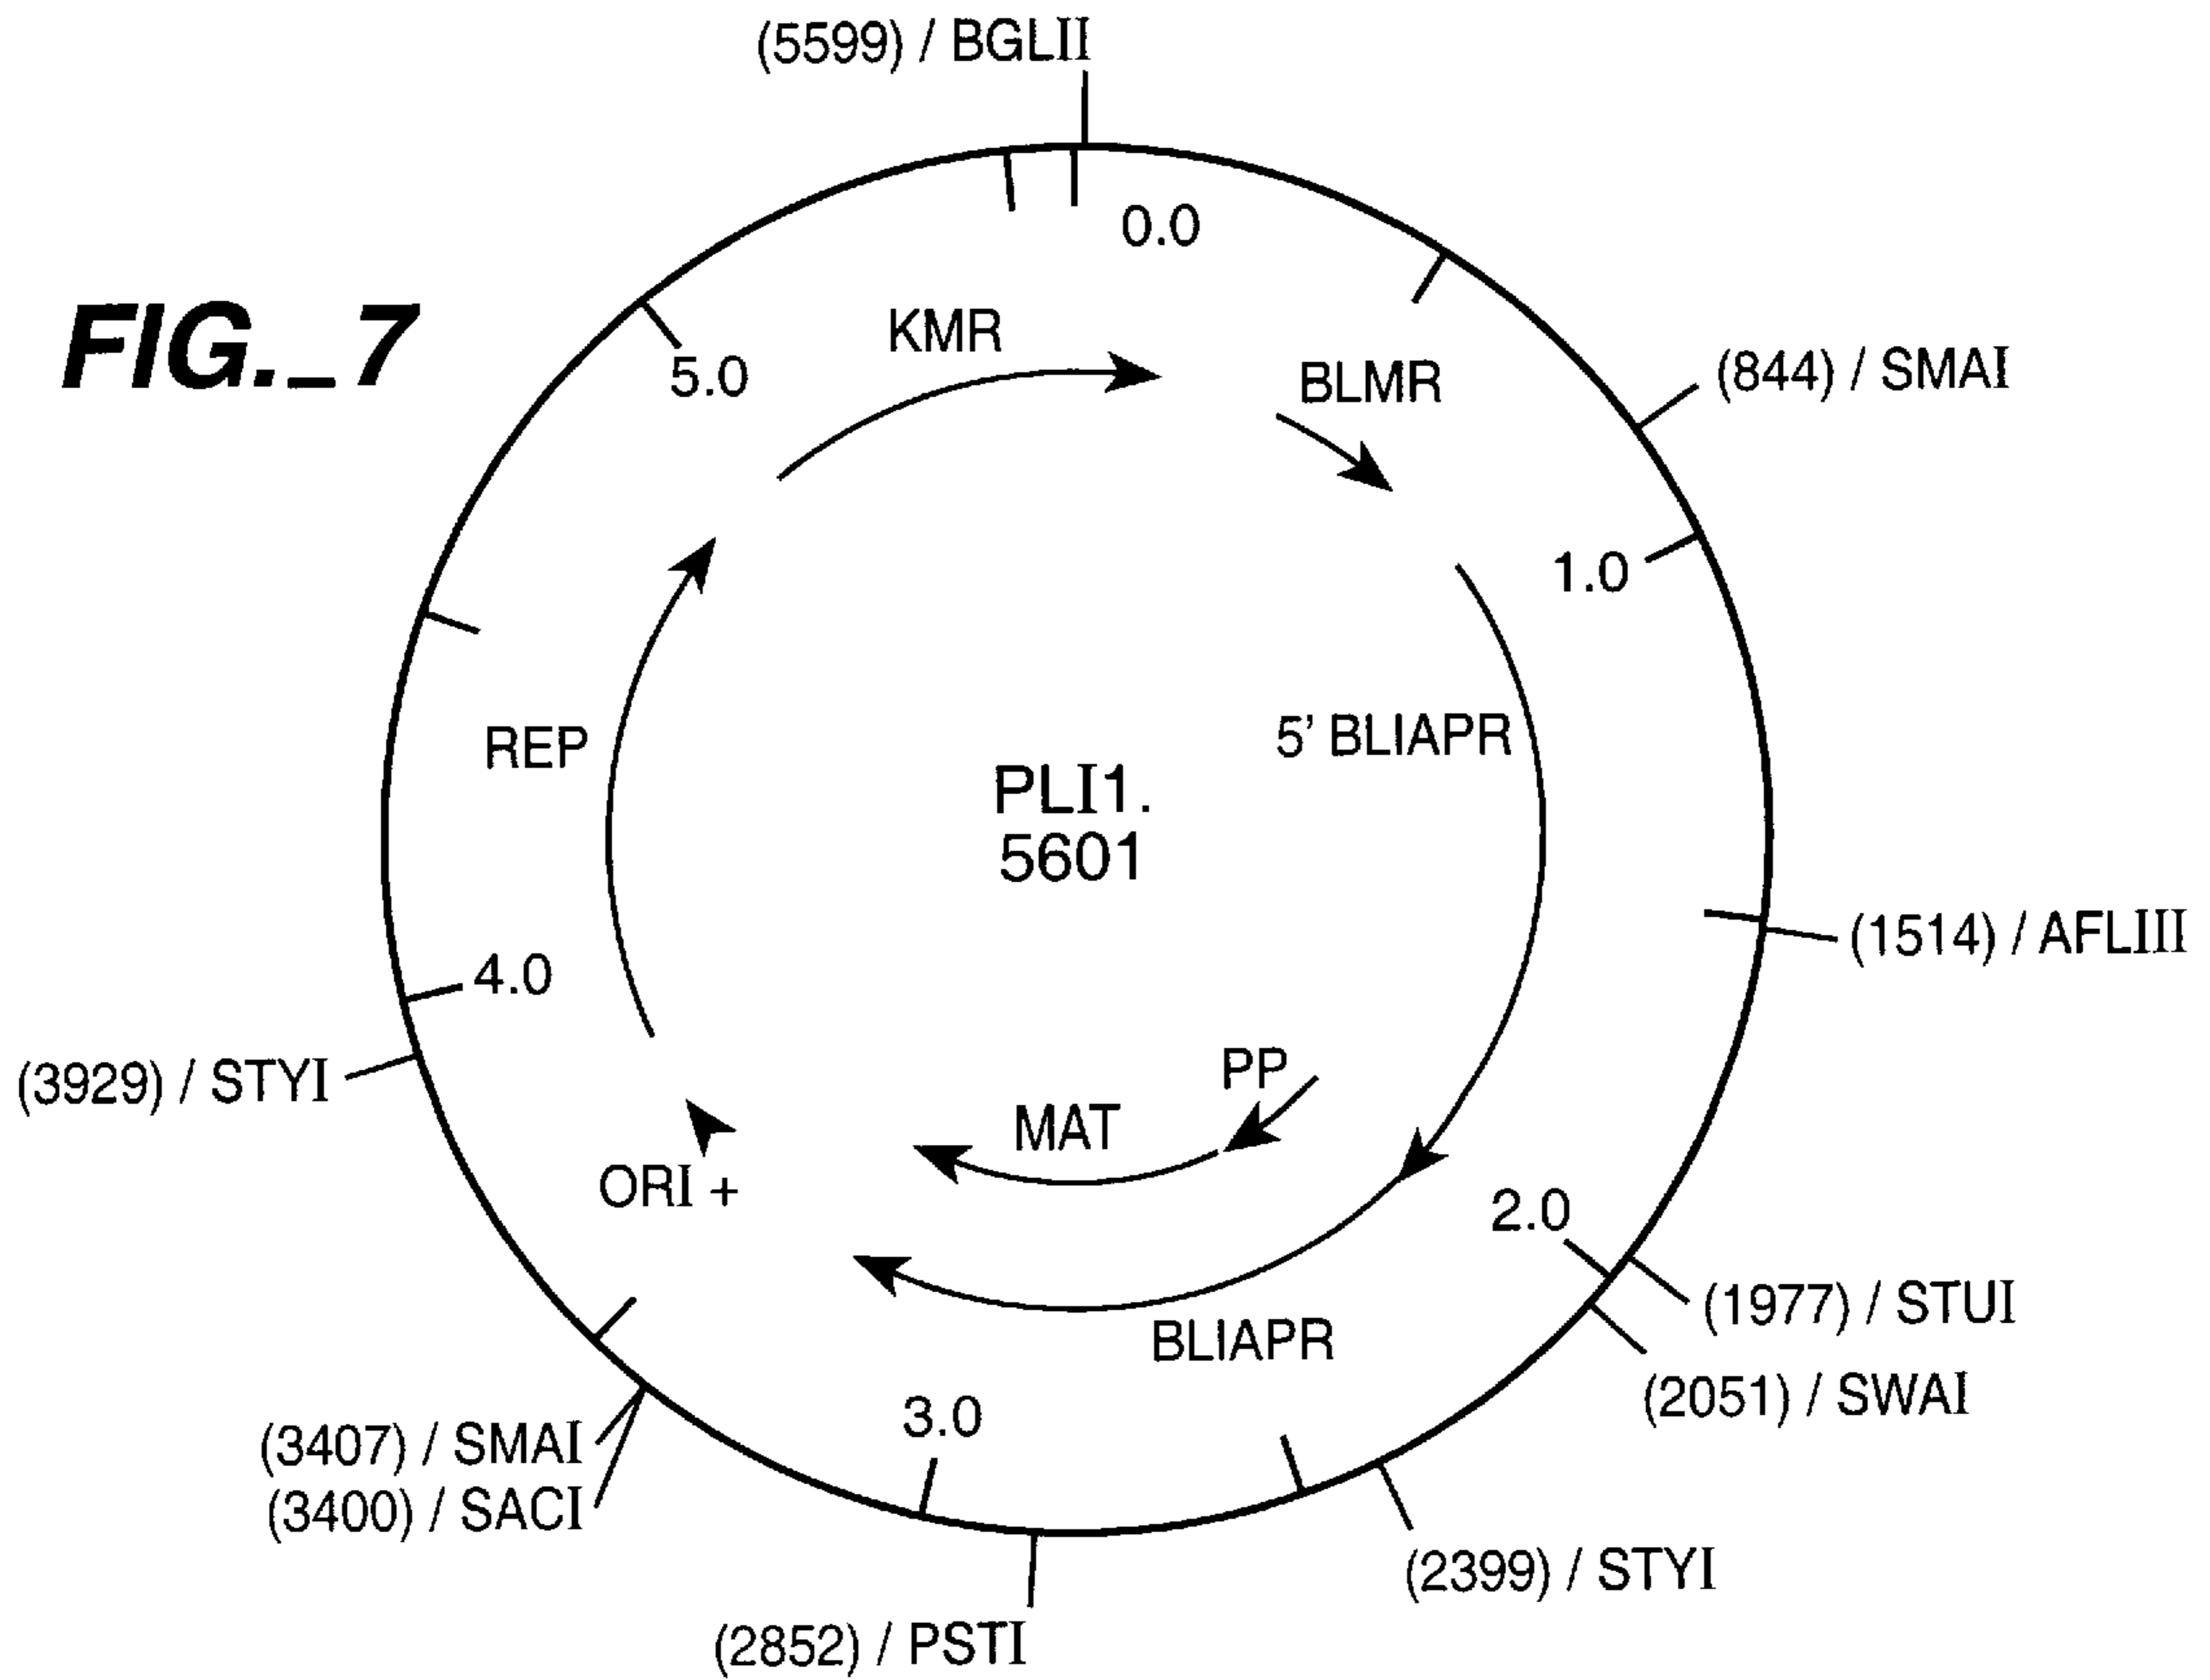 (5599) / BGLII
0.0
FIG._7
KMR
5.0
BLMR
(844) / SMAI
1.0
5' BLIAPR
REP
PLI1.
5601
(1514) / AFLIII
4.0
(3929) / STYI
PP
MAT
ORI +
2.0
(1977) / STUI
BLIAPR
(2051) / SWAI
3.0
(3407) / SMAI
(3400) / SACI
(2399) / STYI
(2852) / PSTI